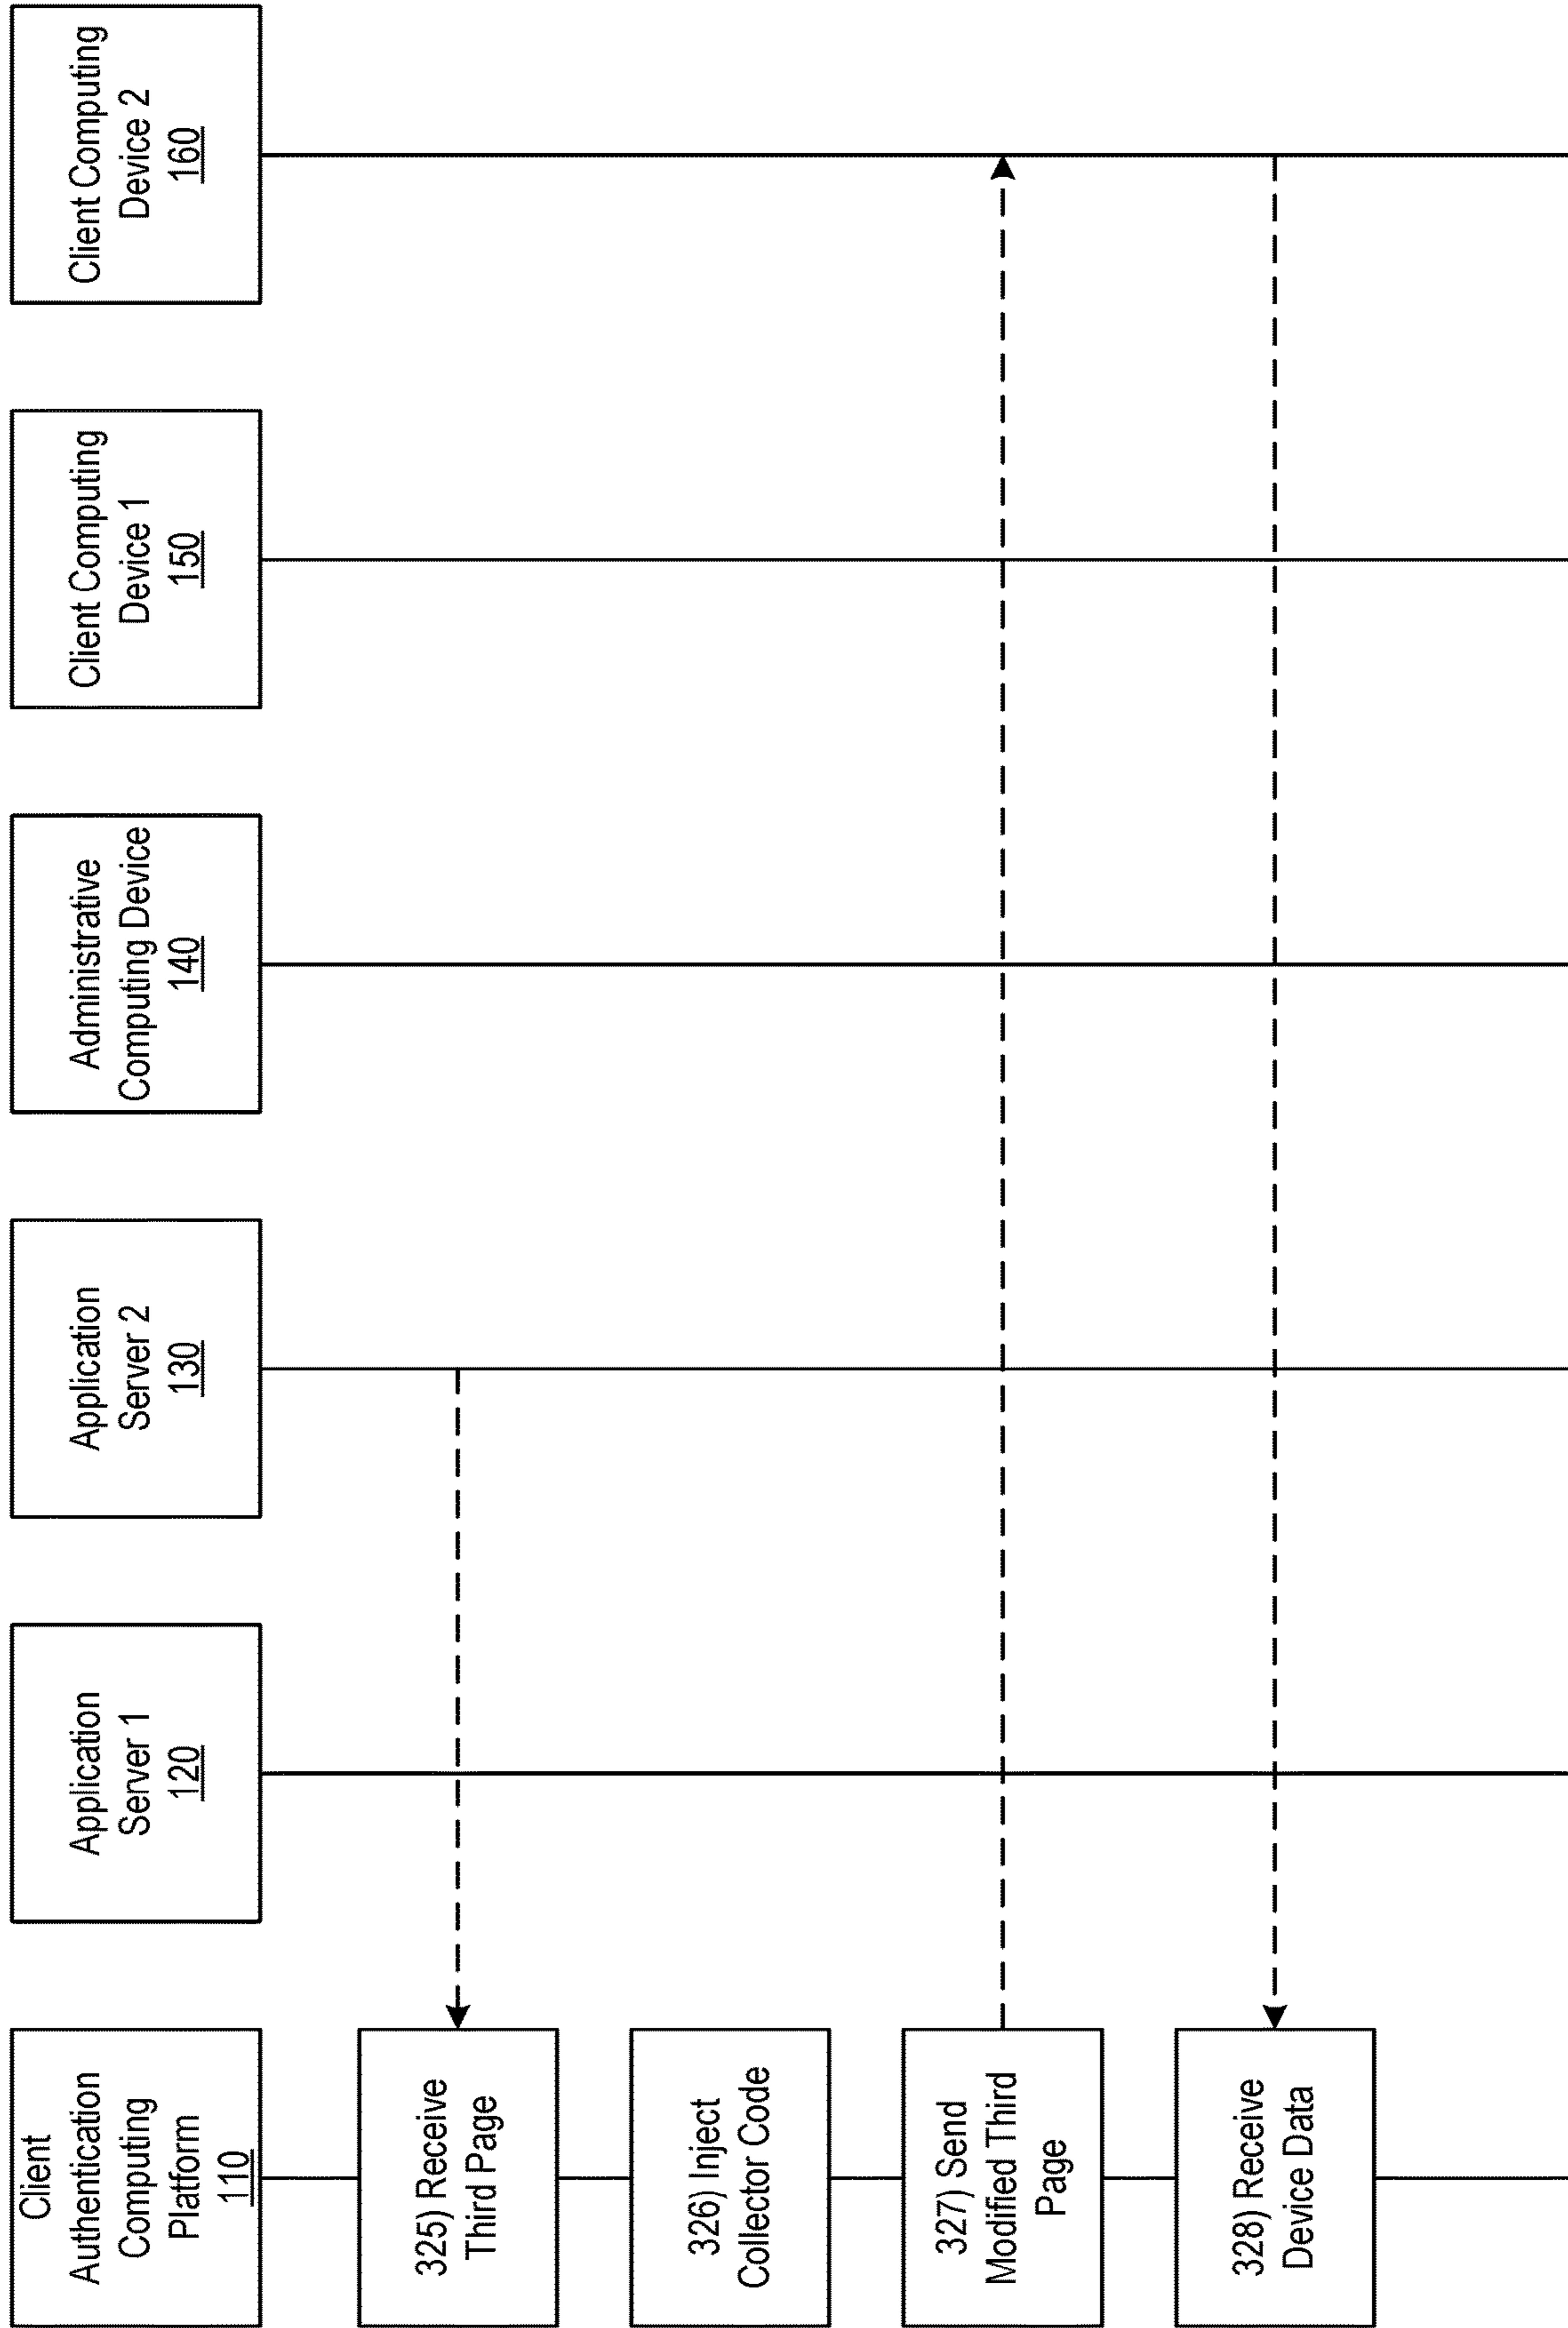 Client
Authentication
Computing
Platform
110
Application
Server 1
120
Application
Server 2
130
Administrative
Computing Device
140
Client Computing
Device 1
150
Client Computing
Device 2
160
325) Receive
Third Page
326) Inject
Collector Code
327) Send
Modified Third
Page
328) Receive
Device Data